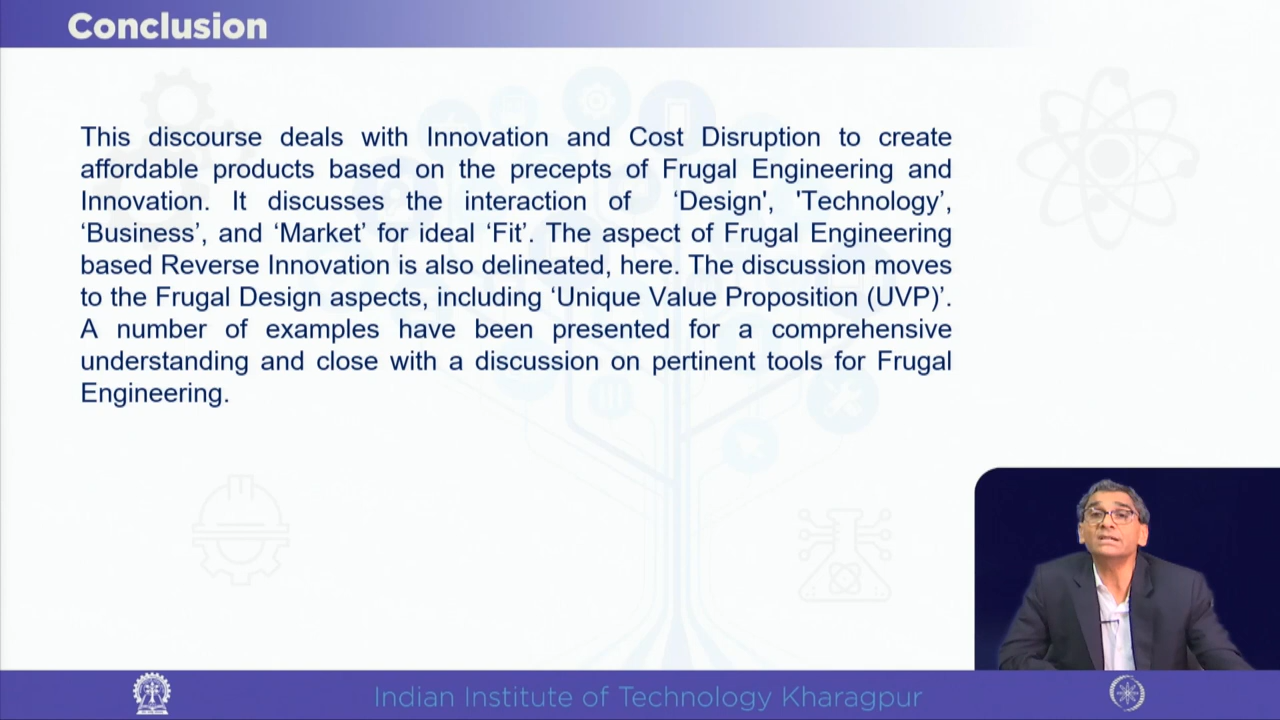 Conclusion
This discourse deals with Innovation and Cost Disruption to create
affordable products based on the precepts of Frugal Engineering and
Innovation. It discusses the interaction of ‘Design', 'Technology’,
‘Business’, and ‘Market’ for ideal ‘Fit’. The aspect of Frugal Engineering
based Reverse Innovation is also delineated, here. The discussion moves
to the Frugal Design aspects, including ‘Unique Value Proposition (UVP)’.
A number of examples have been presented for a comprehensive
understanding and close with a discussion on pertinent tools for Frugal
Engineering.
Indian Institute of Technology Kharagpur